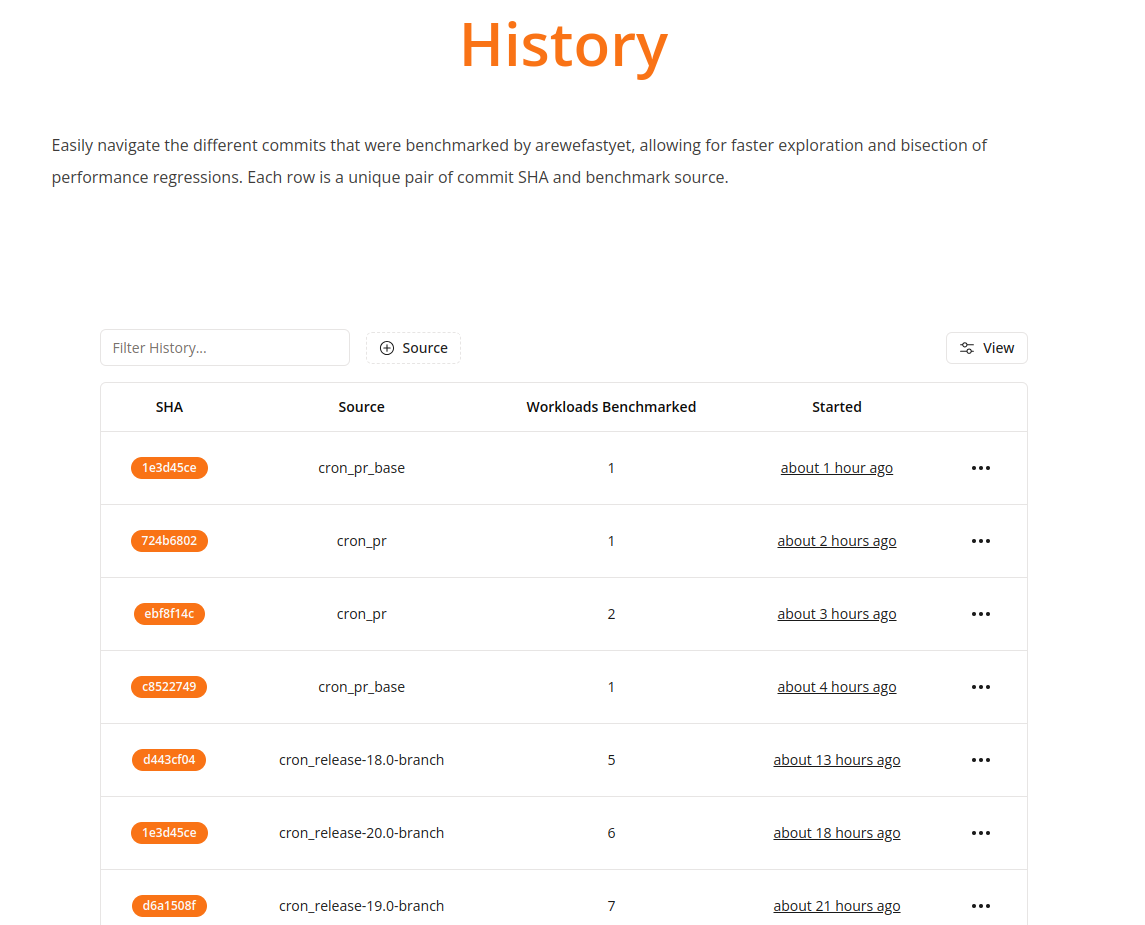 History
Easily navigate the different commits that were benchmarked by arewefastyet, allowing for faster exploration and bisection of
performance regressions. Each row is a unique pair of commit SHA and benchmark source.
Filter History... Source View
SHA Source Workloads Benchmarked Started
1e3d45ce cron_pr_base 1 about 1 hour ago
724b6802 cron_pr 1 about 2 hours ago
ebf8f14c cron_pr 2 about 3 hours ago
c8522749 cron_pr_base 1 about 4 hours ago
d443cf04 cron_release-18.0-branch 5 about 13 hours ago
1e3d45ce cron_release-20.0-branch 6 about 18 hours ago
d6a1508f cron_release-19.0-branch 7 about 21 hours ago